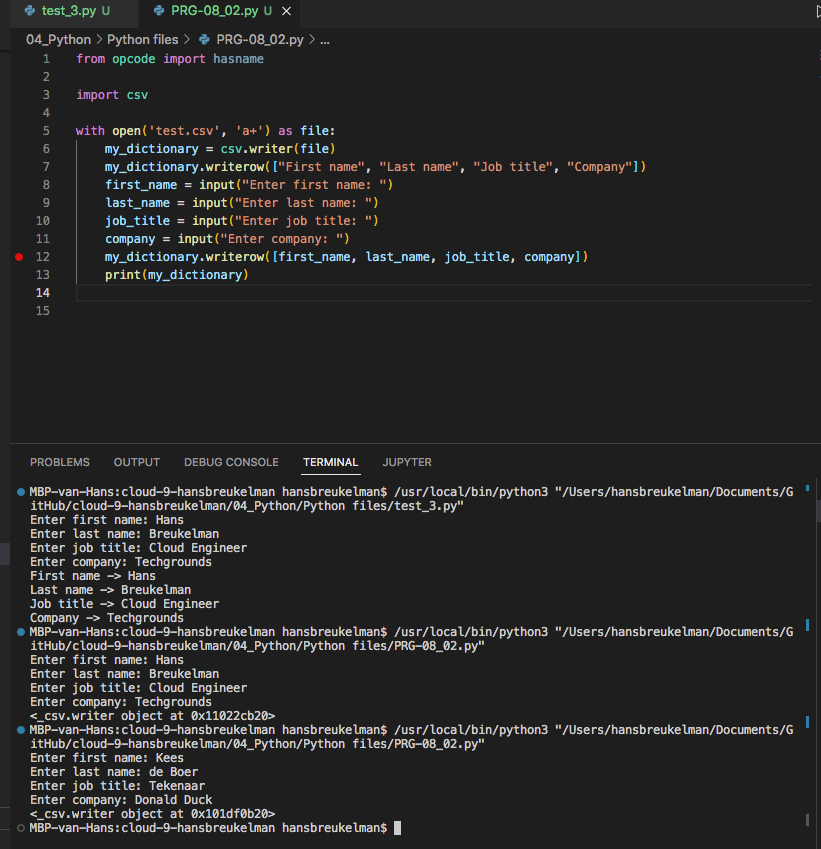 test_3.py U PRG-08_02.py U
04_Python > Python files > PRG-08_02.py > ...
1 from opcode import hasname
2
3 import csv
4
5 with open('test.csv', 'a+') as file:
6 my_dictionary = csv.writer(file)
7 my_dictionary.writerow(["First name", "Last name", "Job title", "Company"])
8 first_name = input("Enter first name: ")
9 last_name = input("Enter last name: ")
10 job_title = input("Enter job title: ")
11 company = input("Enter company: ")
12 my_dictionary.writerow([first_name, last_name, job_title, company])
13 print(my_dictionary)
14
15
PROBLEMS OUTPUT DEBUG CONSOLE TERMINAL JUPYTER
MBP-van-Hans:cloud-9-hansbreukelman hansbreukelman$ /usr/local/bin/python3 "/Users/hansbreukelman/Documents/G
itHub/cloud-9-hansbreukelman/04_Python/Python files/test_3.py"
Enter first name: Hans
Enter last name: Breukelman
Enter job title: Cloud Engineer
Enter company: Techgrounds
First name -> Hans
Last name -> Breukelman
Job title -> Cloud Engineer
Company -> Techgrounds
MBP-van-Hans:cloud-9-hansbreukelman hansbreukelman$ /usr/local/bin/python3 "/Users/hansbreukelman/Documents/G
itHub/cloud-9-hansbreukelman/04_Python/Python files/PRG-08_02.py"
Enter first name: Hans
Enter last name: Breukelman
Enter job title: Cloud Engineer
Enter company: Techgrounds
<_csv.writer object at 0x11022cb20>
MBP-van-Hans:cloud-9-hansbreukelman hansbreukelman$ /usr/local/bin/python3 "/Users/hansbreukelman/Documents/G
itHub/cloud-9-hansbreukelman/04_Python/Python files/PRG-08_02.py"
Enter first name: Kees
Enter last name: de Boer
Enter job title: Tekenaar
Enter company: Donald Duck
<_csv.writer object at 0x101df0b20>
MBP-van-Hans:cloud-9-hansbreukelman hansbreukelman$